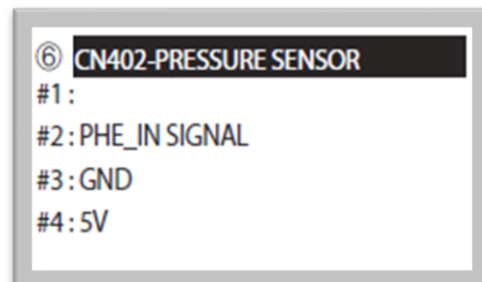 ⑥ CN402-PRESSURE SENSOR
#1 :
#2 : PHE_IN SIGNAL
#3 : GND
#4 : 5V